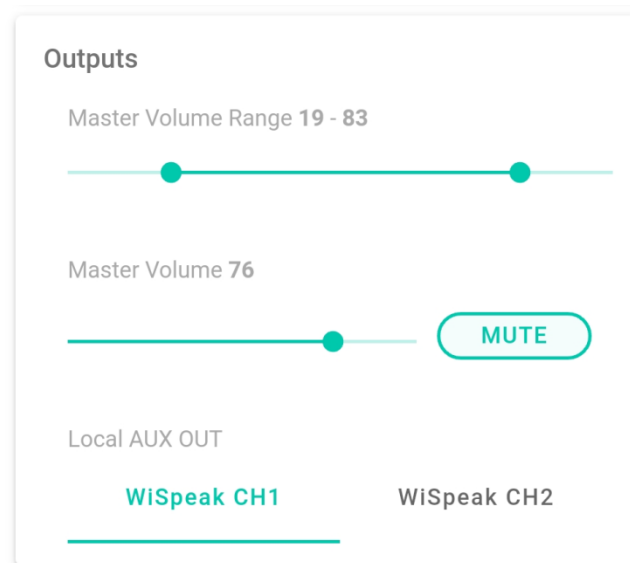 Outputs
Master Volume Range 19 - 83
Master Volume 76
MUTE
Local AUX OUT
WiSpeak CH1 WiSpeak CH2